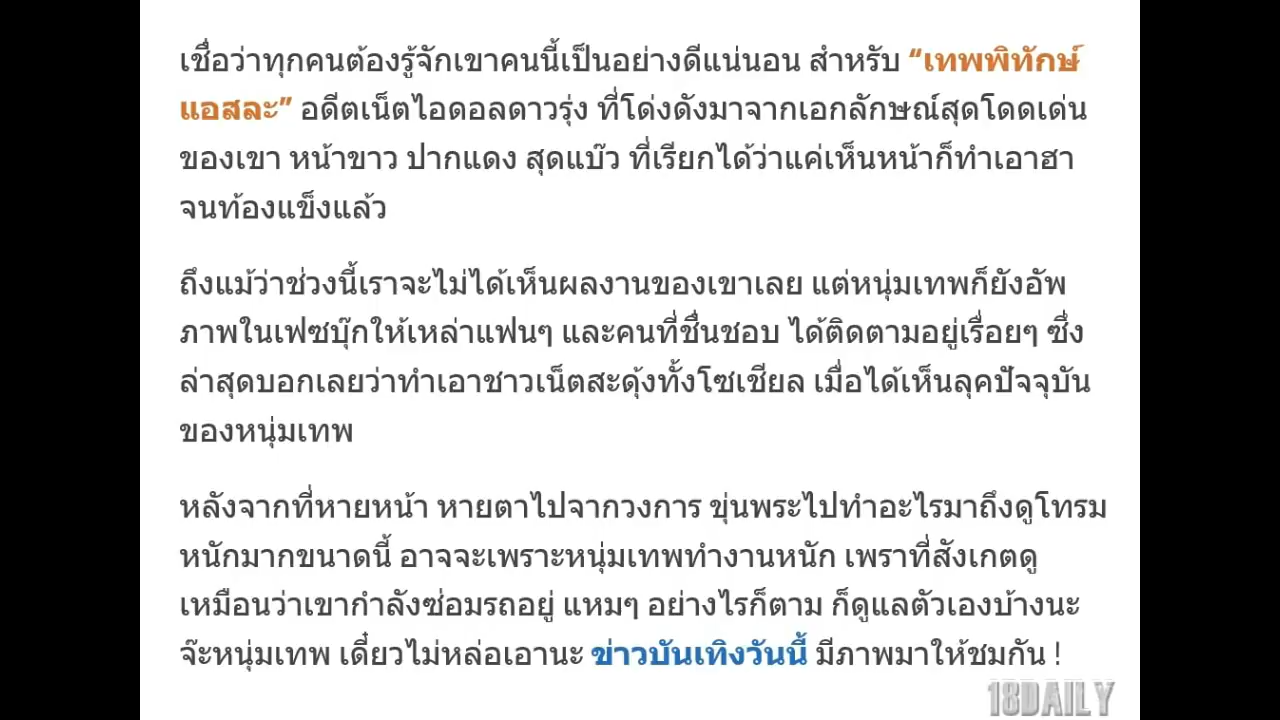 เชื่อว่าทุกคนต้องรู้จักเขาคนนี้เป็นอย่างดีแน่นอน สำหรับ “เทพพิทักษ์
แอสละ” อดีตเน็ตไอดอลดาวรุ่ง ที่โด่งดังมาจากเอกลักษณ์สุดโดดเด่น
ของเขา หน้าขาว ปากแดง สุดแบ๊ว ที่เรียกได้ว่าแค่เห็นหน้าก็ทำเอาฮา
จนท้องแข็งแล้ว
ถึงแม้ว่าช่วงนี้เราจะไม่ได้เห็นผลงานของเขาเลย แต่หนุ่มเทพก็ยังอัพ
ภาพในเฟซบุ๊กให้เหล่าแฟนๆ และคนที่ชื่นชอบ ได้ติดตามอยู่เรื่อยๆ ซึ่ง
ล่าสุดบอกเลยว่าทำเอาชาวเน็ตสะดุ้งทั้งโซเชียล เมื่อได้เห็นลุคปัจจุบัน
ของหนุ่มเทพ
หลังจากที่หายหน้า หายตาไปจากวงการ ขุ่นพระไปทำอะไรมาถึงดูโทรม
หนักมากขนาดนี้ อาจจะเพราะหนุ่มเทพทำงานหนัก เพราที่สังเกตดู
เหมือนว่าเขากำลังซ่อมรถอยู่ แหมๆ อย่างไรก็ตาม ก็ดูแลตัวเองบ้างนะ
จ๊ะหนุ่มเทพ เดี๋ยวไม่หล่อเอานะ ข่าวบันเทิงวันนี้ มีภาพมาให้ชมกัน !
18DAILY